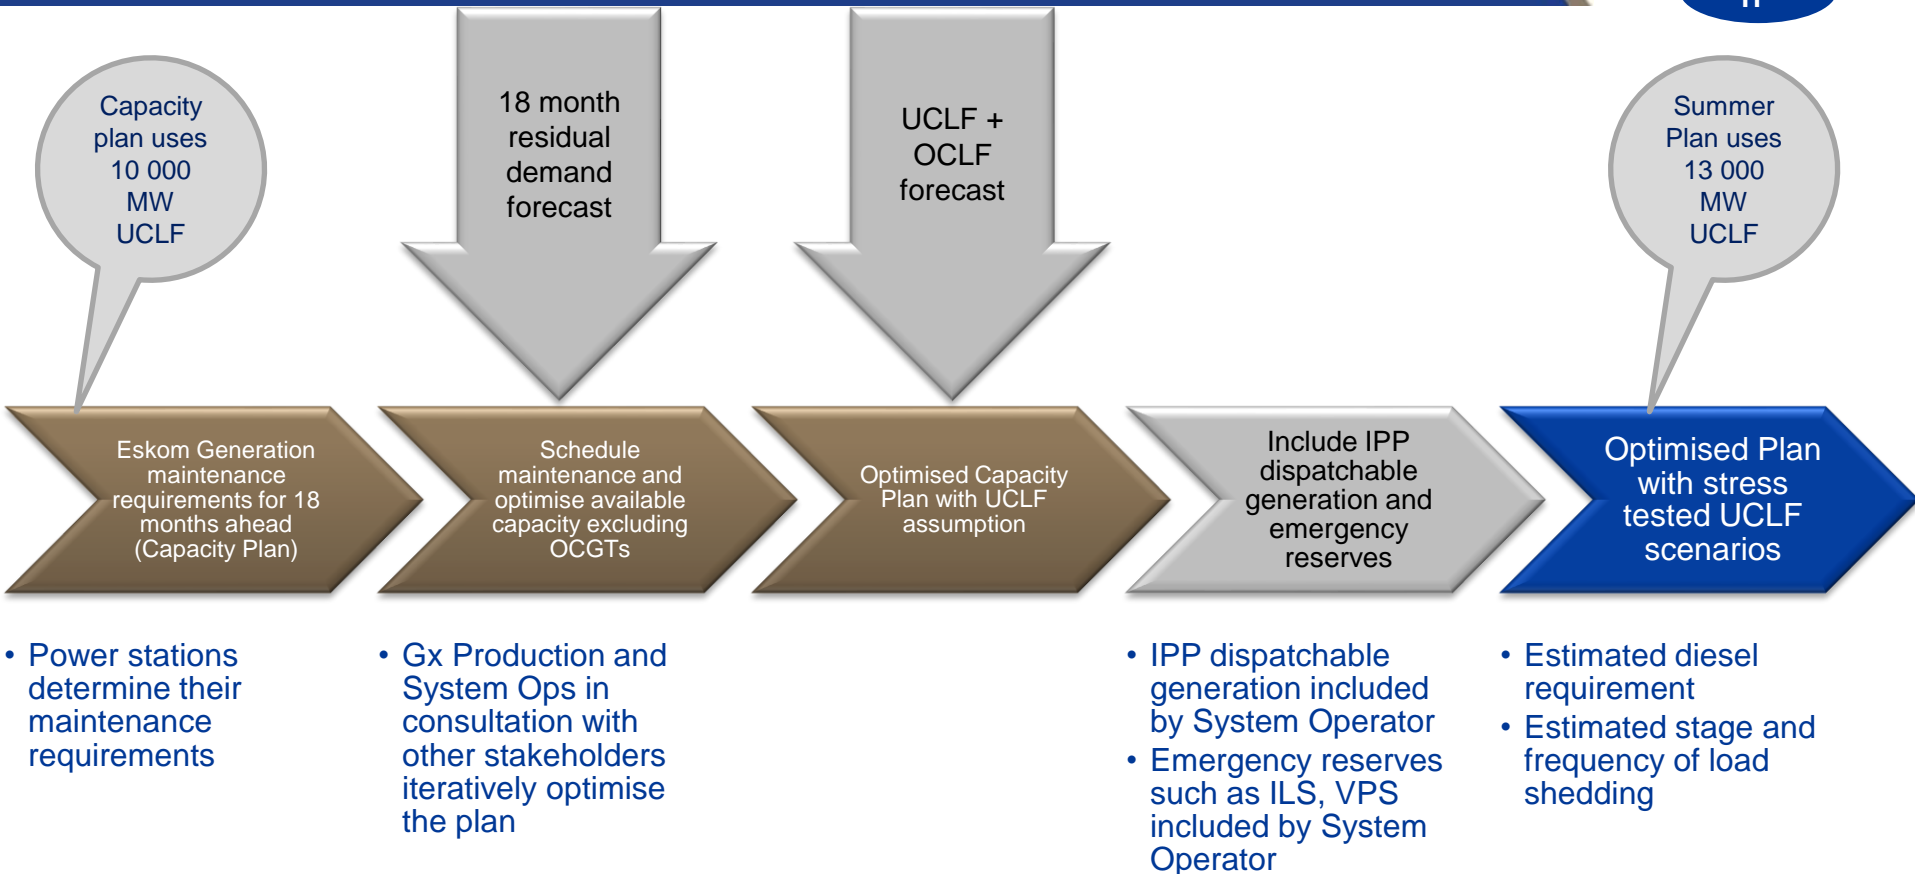 Capacity
plan uses
10 000
MW
UCLF
18 month
residual
demand
forecast
UCLF +
OCLF
forecast
Summer
Plan uses
13 000
MW
UCLF
Eskom Generation
maintenance
requirements for 18
months ahead
(Capacity Plan)
Schedule
maintenance and
optimise available
capacity excluding
OCGTs
Optimised Capacity
Plan with UCLF
assumption
Include IPP
dispatchable
generation and
emergency
reserves
Optimised Plan
with stress
tested UCLF
scenarios
• Power stations
determine their
maintenance
requirements
• Gx Production and
System Ops in
consultation with
other stakeholders
iteratively optimise
the plan
• IPP dispatchable
generation included
by System Operator
• Emergency reserves
such as ILS, VPS
included by System
Operator
• Estimated diesel
requirement
• Estimated stage and
frequency of load
shedding